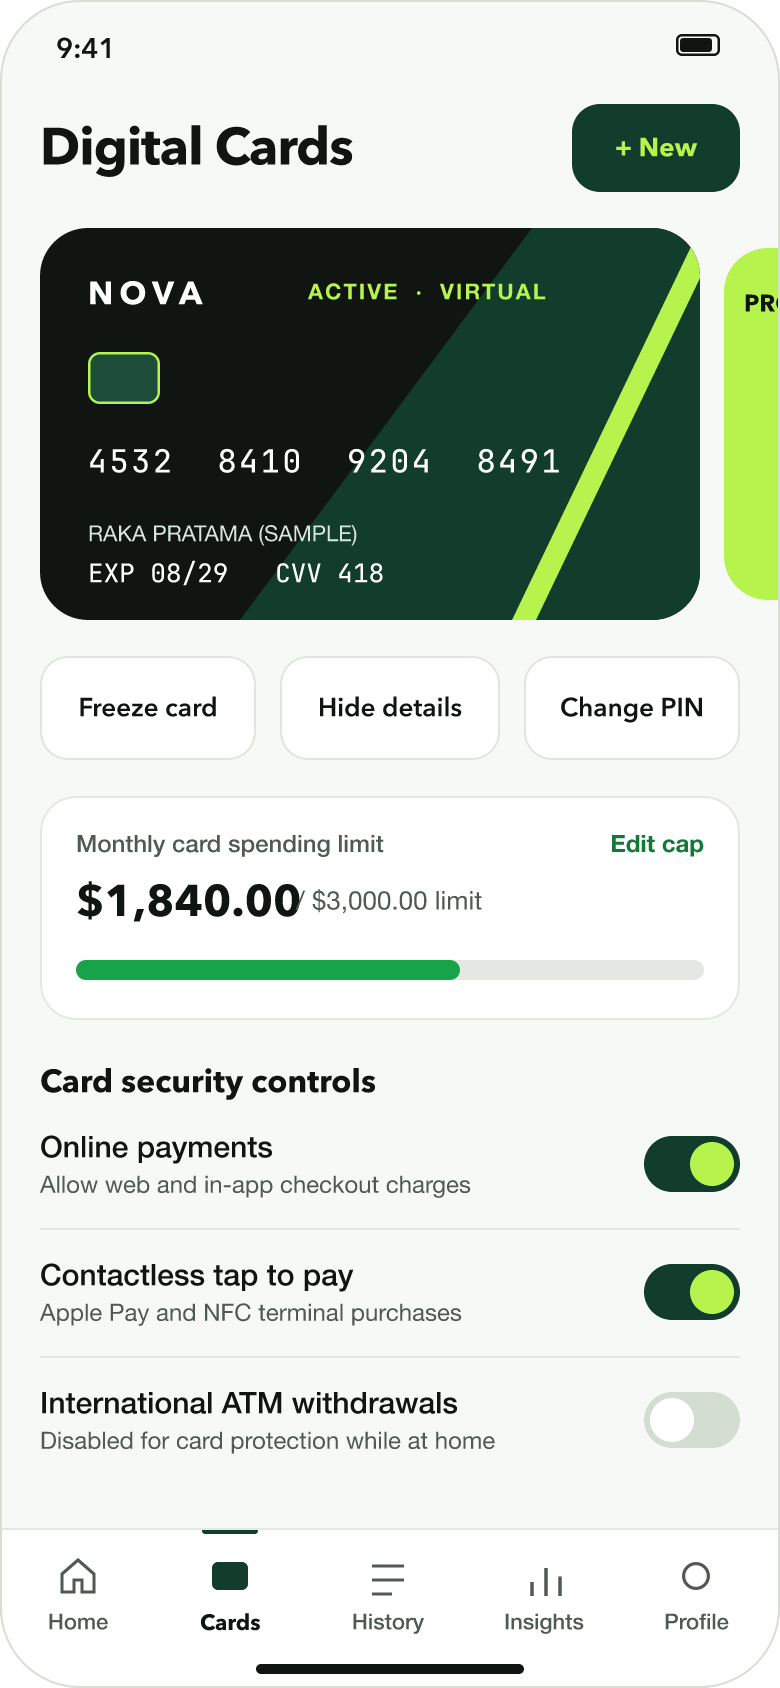 9:41
Digital Cards
+ New
NOVA
ACTIVE · VIRTUAL
4532 8410 9204 8491
RAKA PRATAMA (SAMPLE)
EXP 08/29 CVV 418
Freeze card
Hide details
Change PIN
Monthly card spending limit
Edit cap
$1,840.00 / $3,000.00 limit
Card security controls
Online payments
Allow web and in-app checkout charges
Contactless tap to pay
Apple Pay and NFC terminal purchases
International ATM withdrawals
Disabled for card protection while at home
Home
Cards
History
Insights
Profile